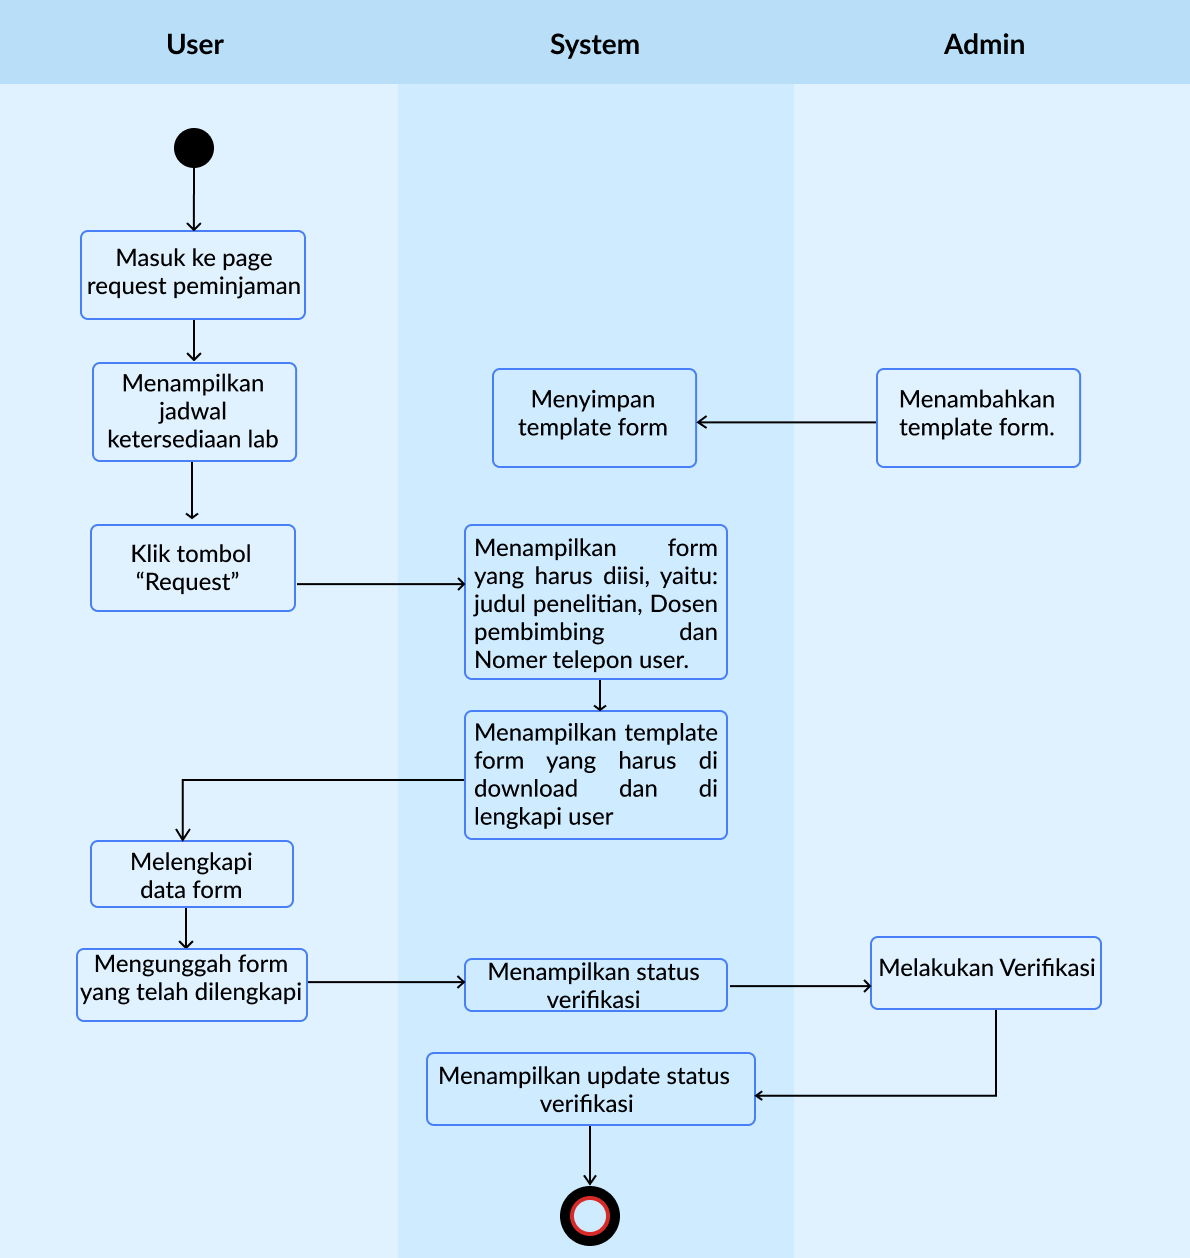 User
System
Admin
Masuk ke page
request peminjaman
Menampilkan
jadwal
ketersediaan lab
Menyimpan
template form
Menambahkan
template form.
Klik tombol
“Request”
Menampilkan form
yang harus diisi, yaitu:
judul penelitian, Dosen
pembimbing dan
Nomer telepon user.
Menampilkan template
form yang harus di
download dan di
lengkapi user
Melengkapi
data form
Mengunggah form
yang telah dilengkapi
Menampilkan status
verifikasi
Melakukan Verifikasi
Menampilkan update status
verifikasi